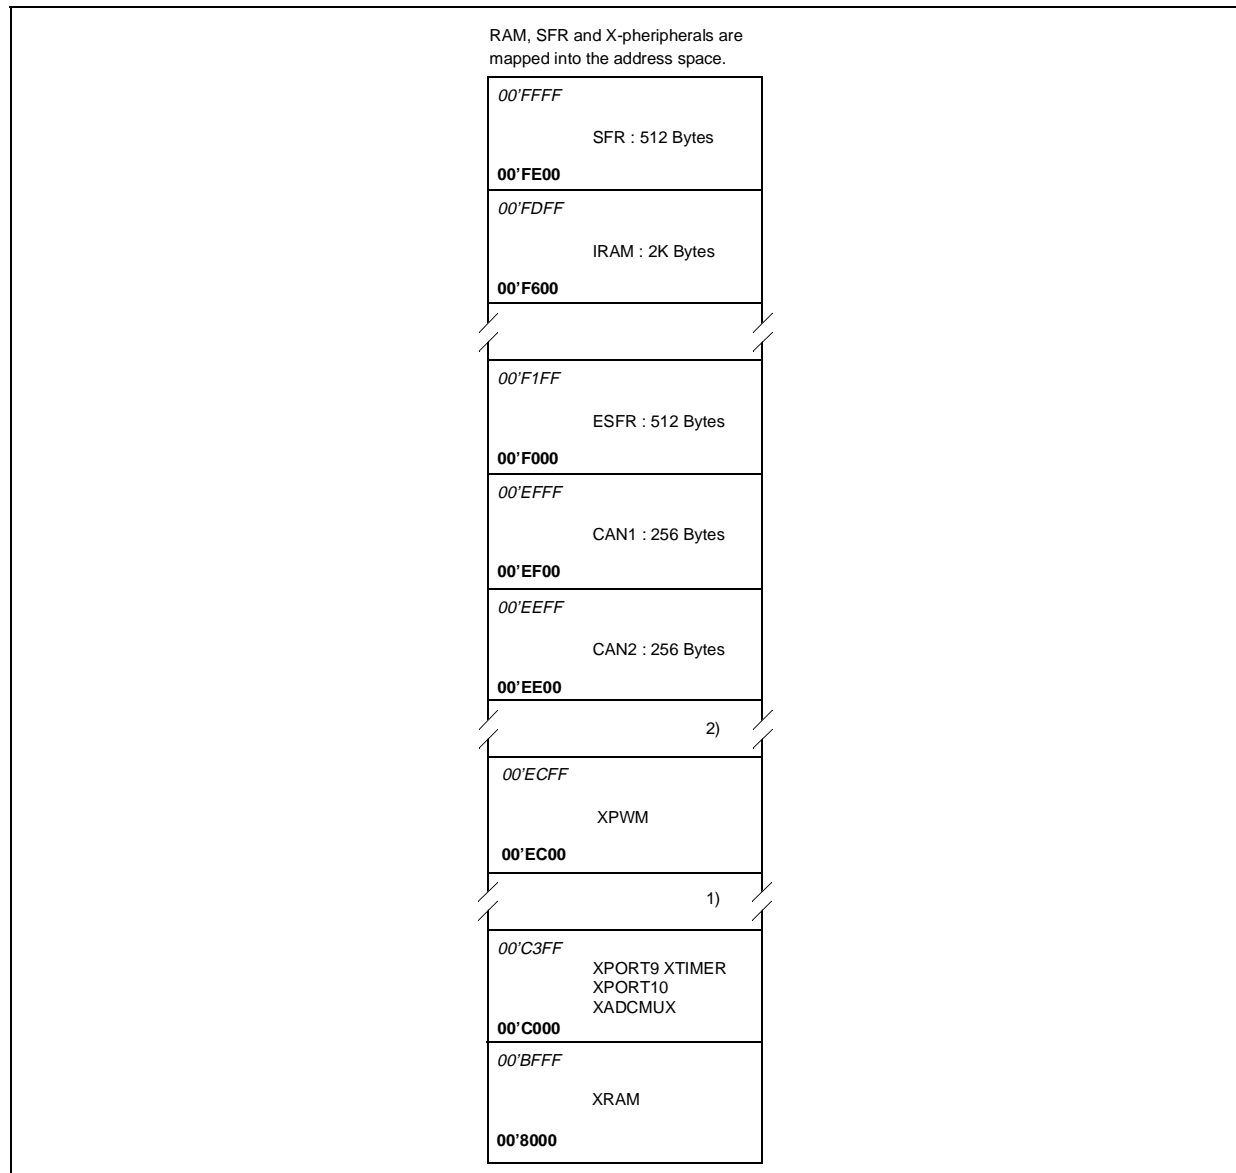 RAM, SFR and X-pheripherals are
mapped into the address space.
00'FFFF
SFR : 512 Bytes
00'FE00
00'FDFF
IRAM : 2K Bytes
00'F600
00'F1FF
ESFR : 512 Bytes
00'F000
00'EFFF
CAN1 : 256 Bytes
00'EF00
00'EEFF
CAN2 : 256 Bytes
00'EE00
2)
00'ECFF
XPWM
00'EC00
1)
00'C3FF
XPORT9 XTIMER
XPORT10
XADCMUX
00'C000
00'BFFF
XRAM
00'8000